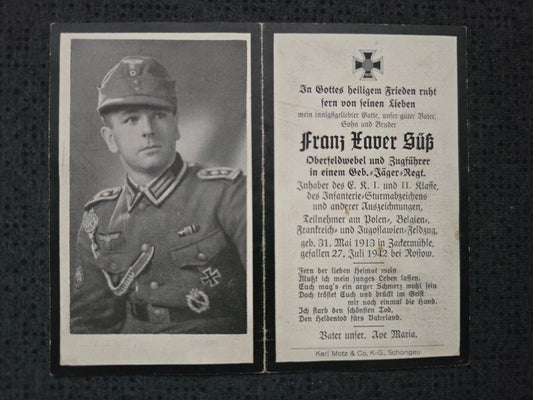 In Gottes heiligem Frieden ruht
fern von seinen Lieben
mein innigstgeliebter Gatte, unser guter Vater,
Sohn und Bruder
Franz Xaver Süß
Oberfeldwebel und Zugführer
in einem Geb.-Jäger-Regt.
Inhaber des E. K. I. und II. Klasse,
des Infanterie-Sturmabzeichens
und anderer Auszeichnungen,
Teilnehmer am Polen-, Belgien-,
Frankreich- und Jugoslawien-Feldzug,
geb. 31. Mai 1913 in Zackermühle,
gefallen 27. Juli 1942 bei Rostow.
Fern der lieben Heimat mein
Mußt ich mein junges Leben lassen.
Euch mag's ein arger Schmerz wohl sein
Doch tröstet Euch und drückt im Geist
mir noch einmal die Hand.
Ich starb den schönsten Tod,
Den Heldentod fürs Vaterland.
Vater unser. Ave Maria.
Karl Motz & Co, K-G., Schongau